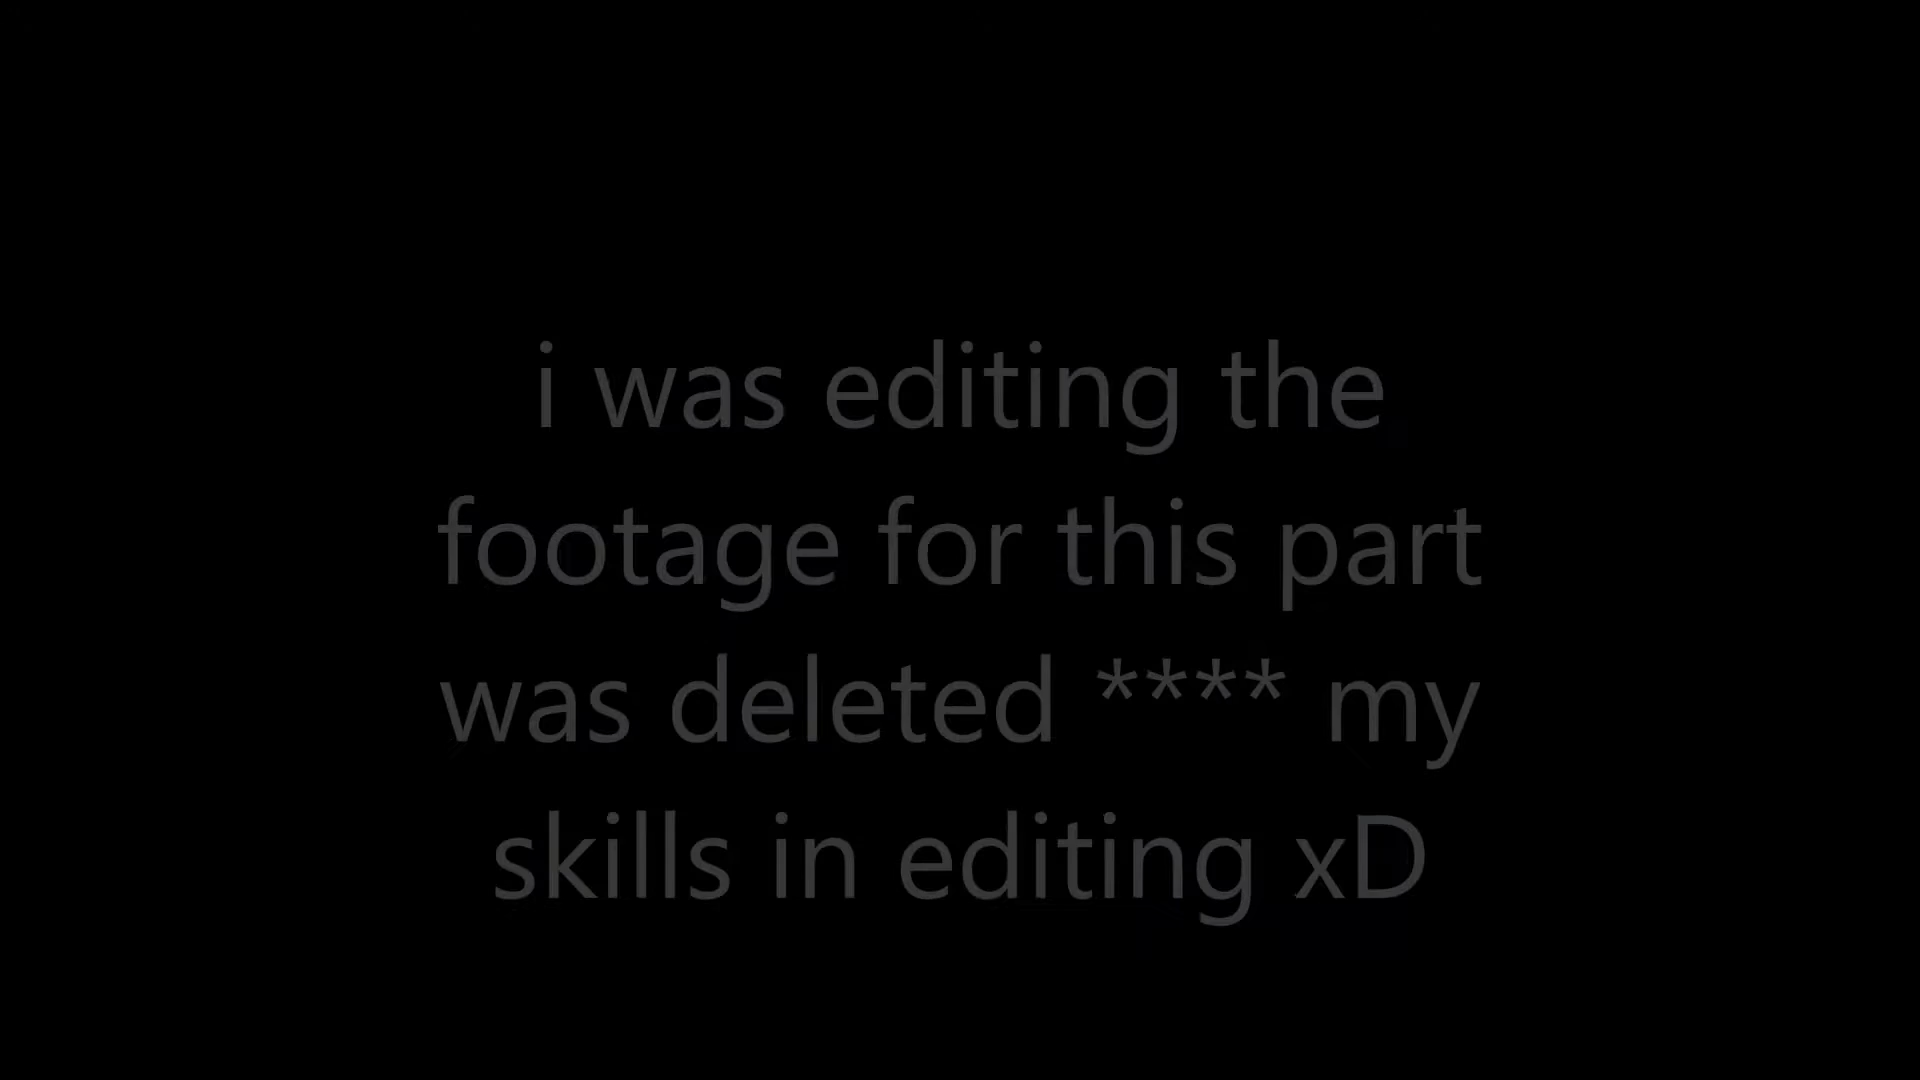 i was editing the
footage for this part
was deleted **** my
skills in editing xD